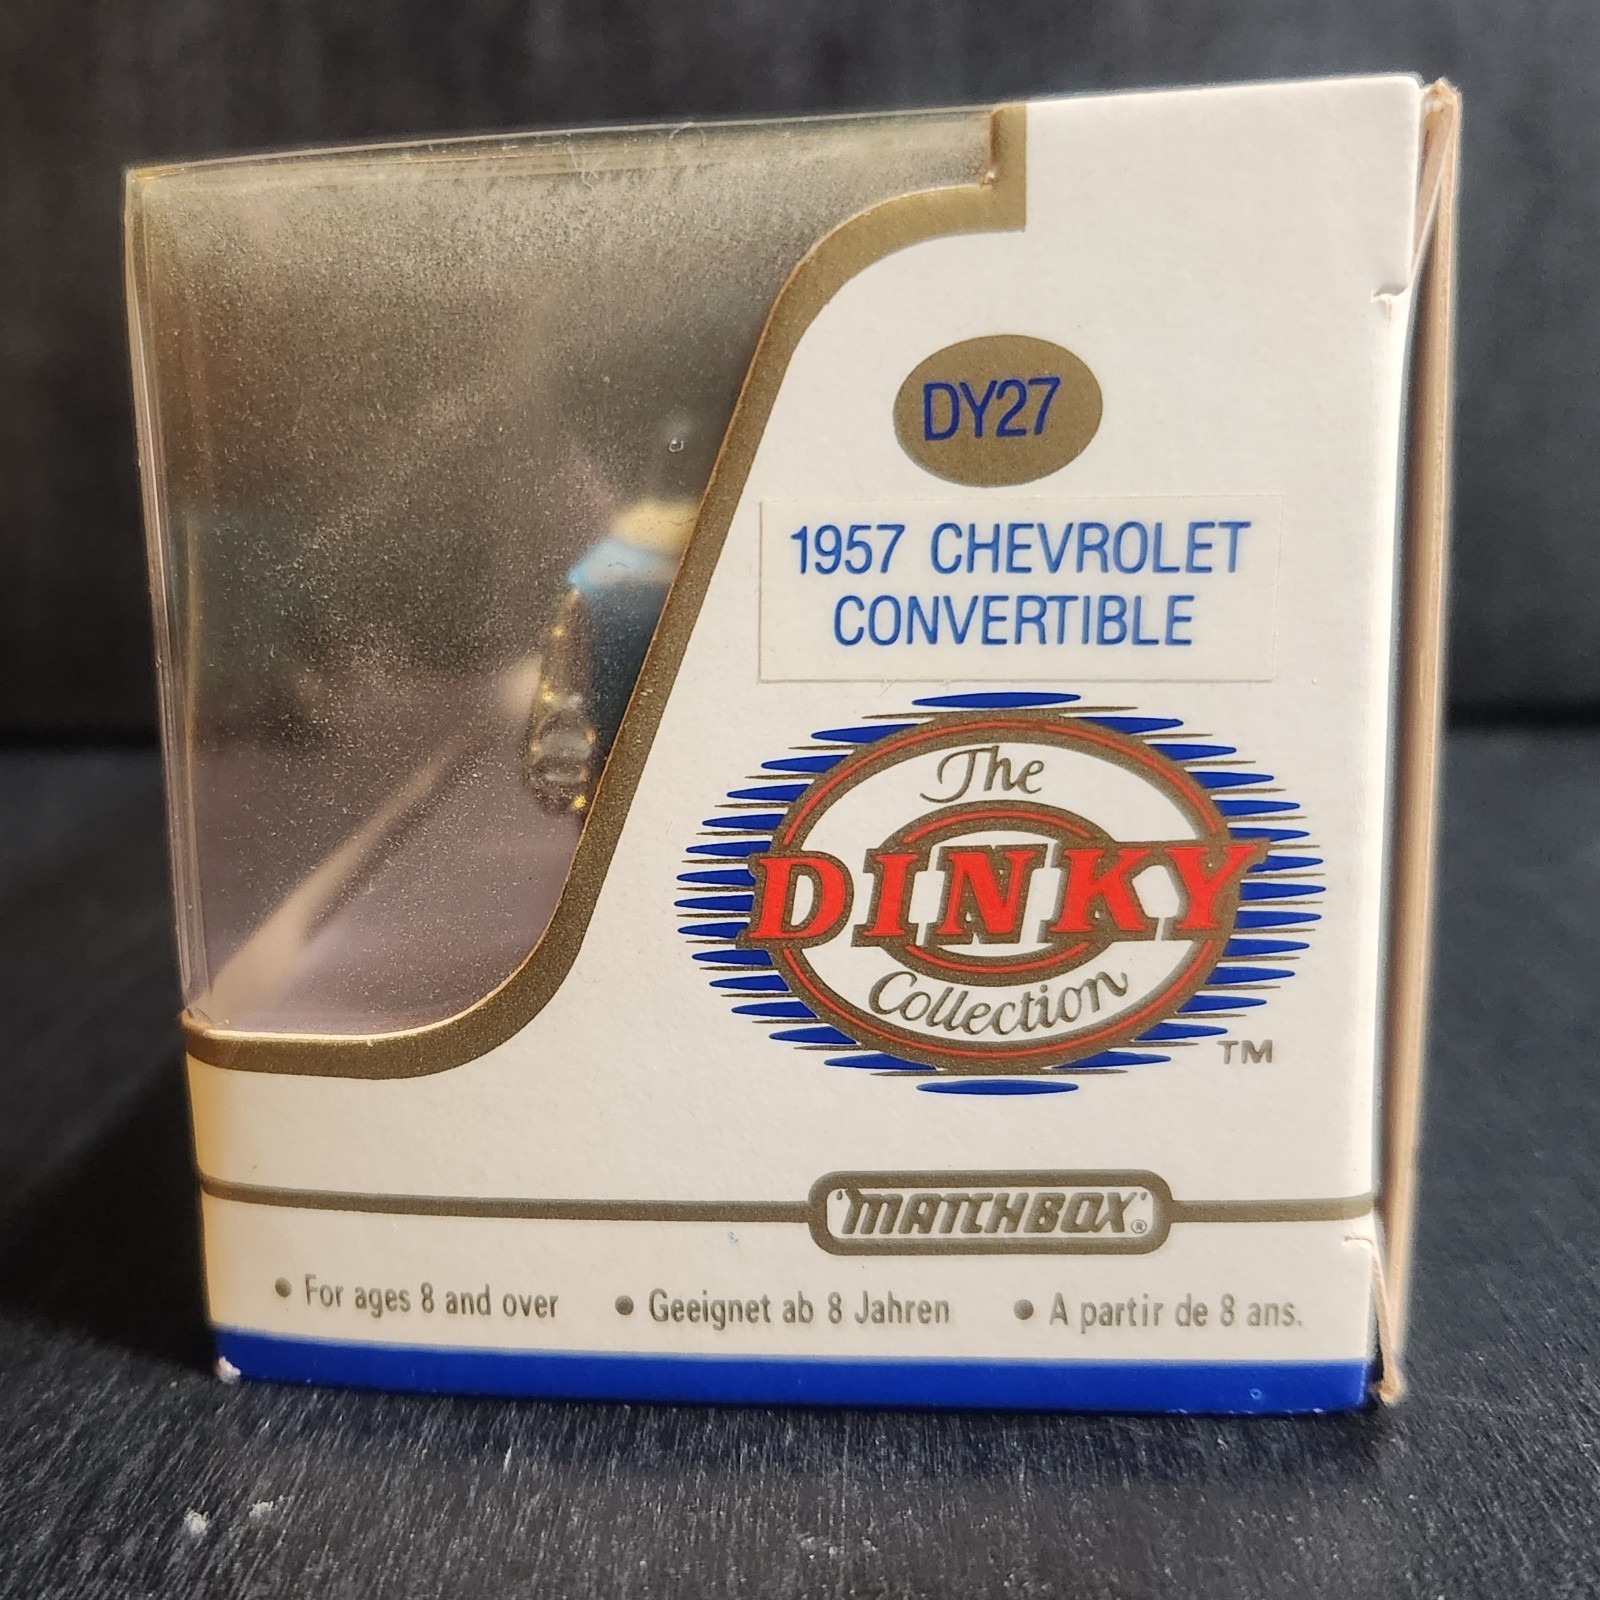 DY27
1957 CHEVROLET
CONVERTIBLE
The
DINKY
Collection
TM
'MATCHBOX'®
• For ages 8 and over • Geeignet ab 8 Jahren • A partir de 8 ans.